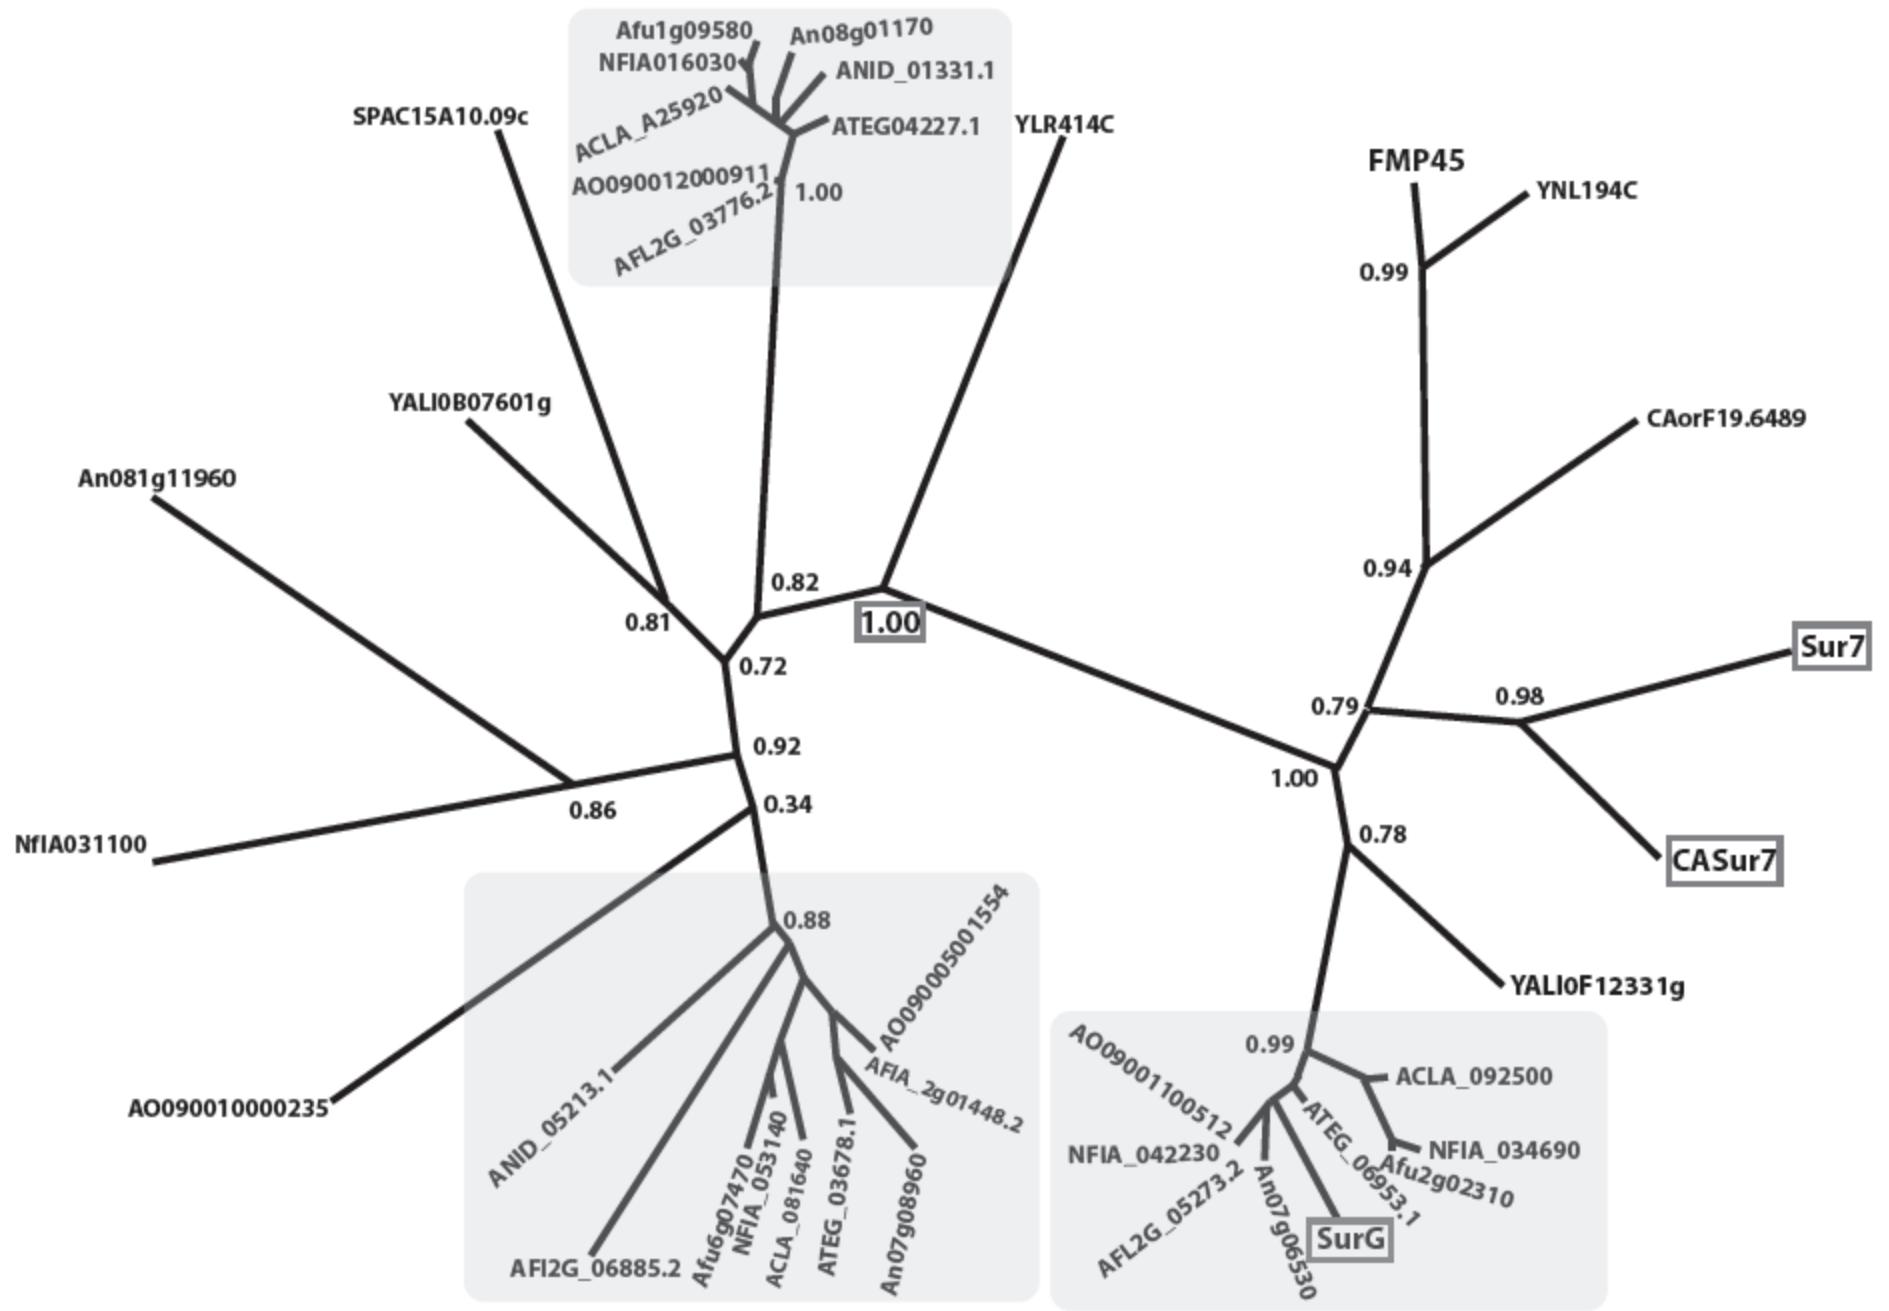 Afu1g09580
An08g01170
NFIA016030
ANID_01331.1
ACLA_A25920
SPAC15A10.09c
ATEG04227.1
YLR414C
FMP45
AO090012000911
1.00
YNL194C
AFL2G_03776.2
0.99
YALI0B07601g
CAorF19.6489
An081g11960
0.94
0.82
1.00
0.81
Sur7
0.72
0.98
0.79
0.92
1.00
0.86
0.34
0.78
NfIA031100
CASur7
0.88
AO090005001554
YALI0F12331g
AFIA_2g01448.2
AO090010000235
ANID_05213.1
AFI2G_06885.2
Afu6g07470
NFIA_053140
ACLA_081640
ATEG_03678.1
An07g08960
0.99
AO09001100512
ACLA_092500
NFIA_042230
ATEG_06953.1
NFIA_034690
Afu2g02310
AFL2G_05273.2
An07g06530
SurG